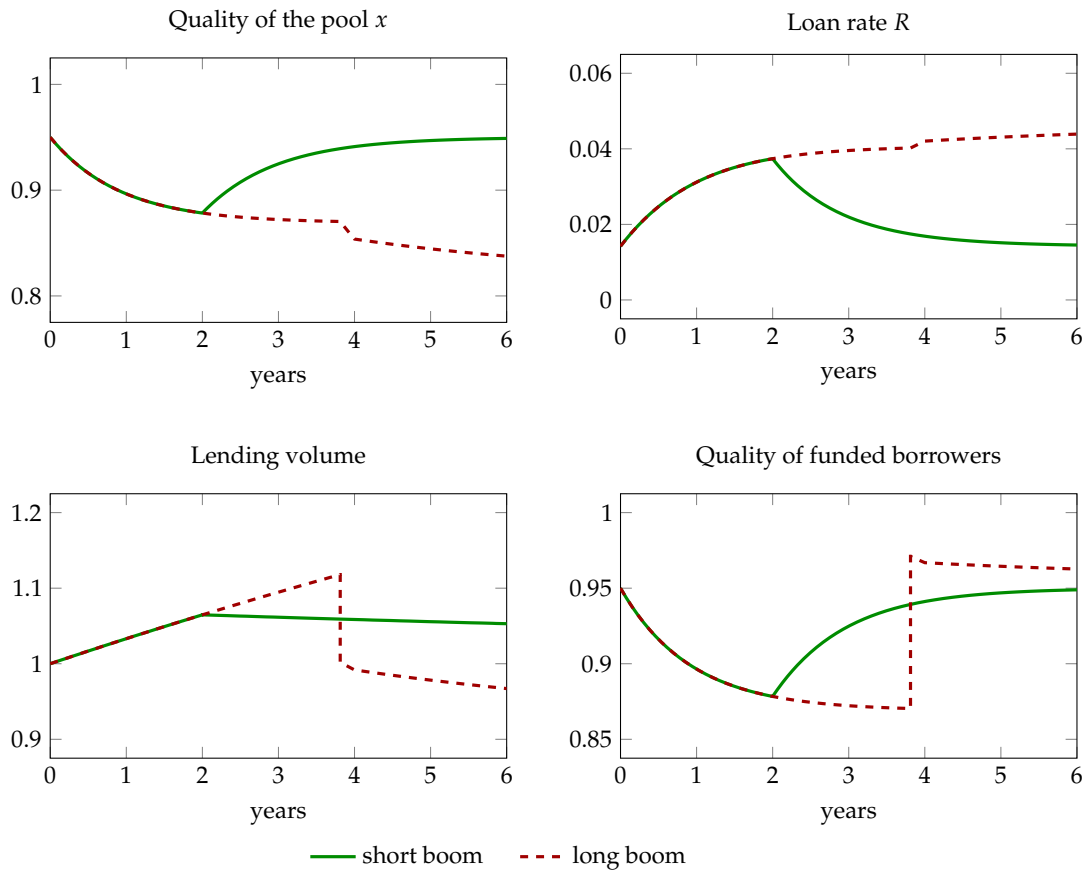 Quality of the pool x
Loan rate R
1
0.9
0.8
0 1 2 3 4 5 6
years
0.06
0.04
0.02
0
0 1 2 3 4 5 6
years
Lending volume
Quality of funded borrowers
1.2
1.1
1
0.9
0 1 2 3 4 5 6
years
1
0.95
0.9
0.85
0 1 2 3 4 5 6
years
short boom long boom